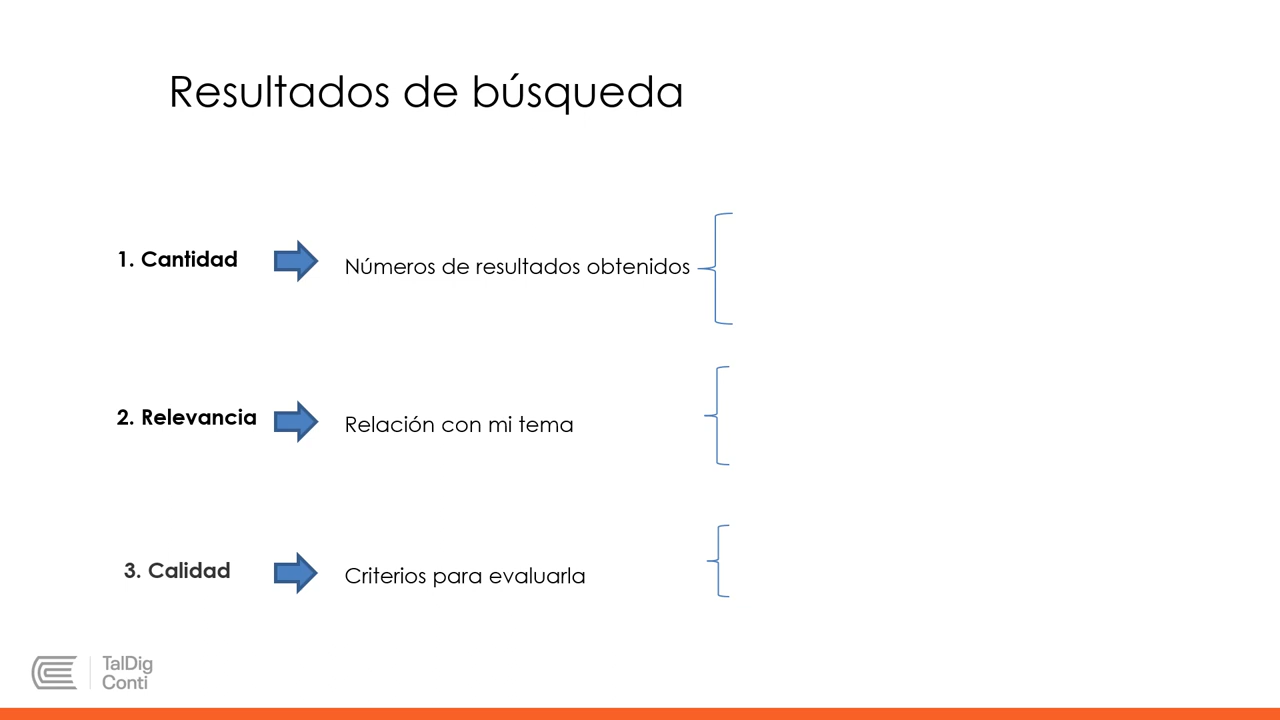 Resultados de búsqueda
1. Cantidad
Números de resultados obtenidos
2. Relevancia
Relación con mi tema
3. Calidad
Criterios para evaluarla
TalDig
Conti